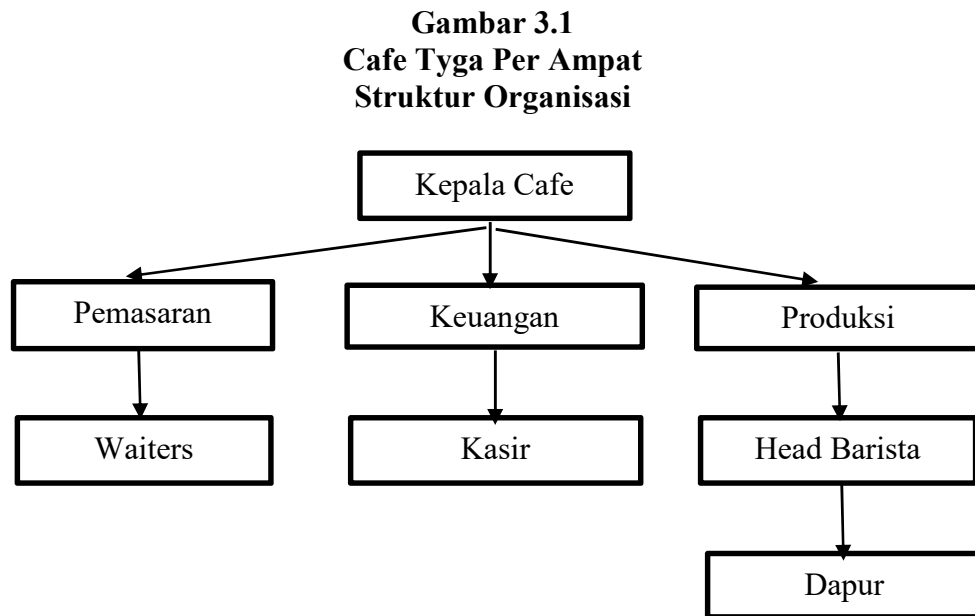 Gambar 3.1
Cafe Tyga Per Ampat
Struktur Organisasi
Kepala Cafe
Pemasaran
Keuangan
Produksi
Waiters
Kasir
Head Barista
Dapur